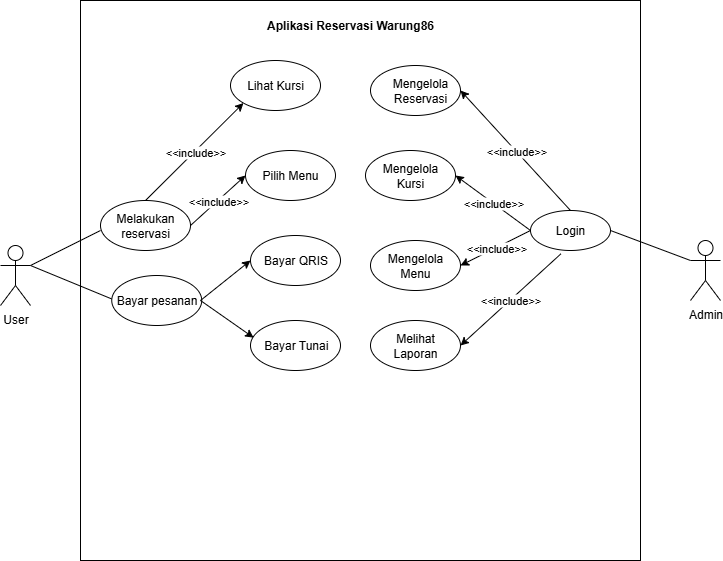 Aplikasi Reservasi Warung86
Lihat Kursi
Mengelola
Reservasi
<<include>>
<<include>>
Pilih Menu
Mengelola
Kursi
<<include>>
<<include>>
Melakukan
reservasi
Login
<<include>>
Bayar QRIS
Mengelola
Menu
Bayar pesanan
<<include>>
User
Admin
Bayar Tunai
Melihat
Laporan